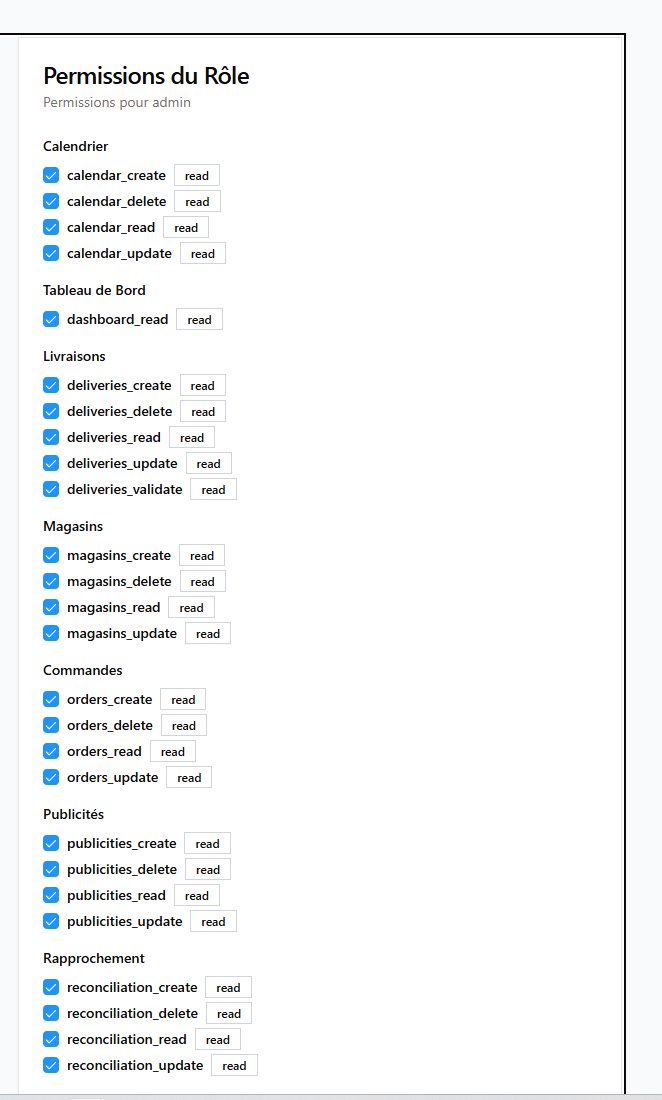 Permissions du Rôle
Permissions pour admin
Calendrier
calendar_create read
calendar_delete read
calendar_read read
calendar_update read
Tableau de Bord
dashboard_read read
Livraisons
deliveries_create read
deliveries_delete read
deliveries_read read
deliveries_update read
deliveries_validate read
Magasins
magasins_create read
magasins_delete read
magasins_read read
magasins_update read
Commandes
orders_create read
orders_delete read
orders_read read
orders_update read
Publicités
publicities_create read
publicities_delete read
publicities_read read
publicities_update read
Rapprochement
reconciliation_create read
reconciliation_delete read
reconciliation_read read
reconciliation_update read